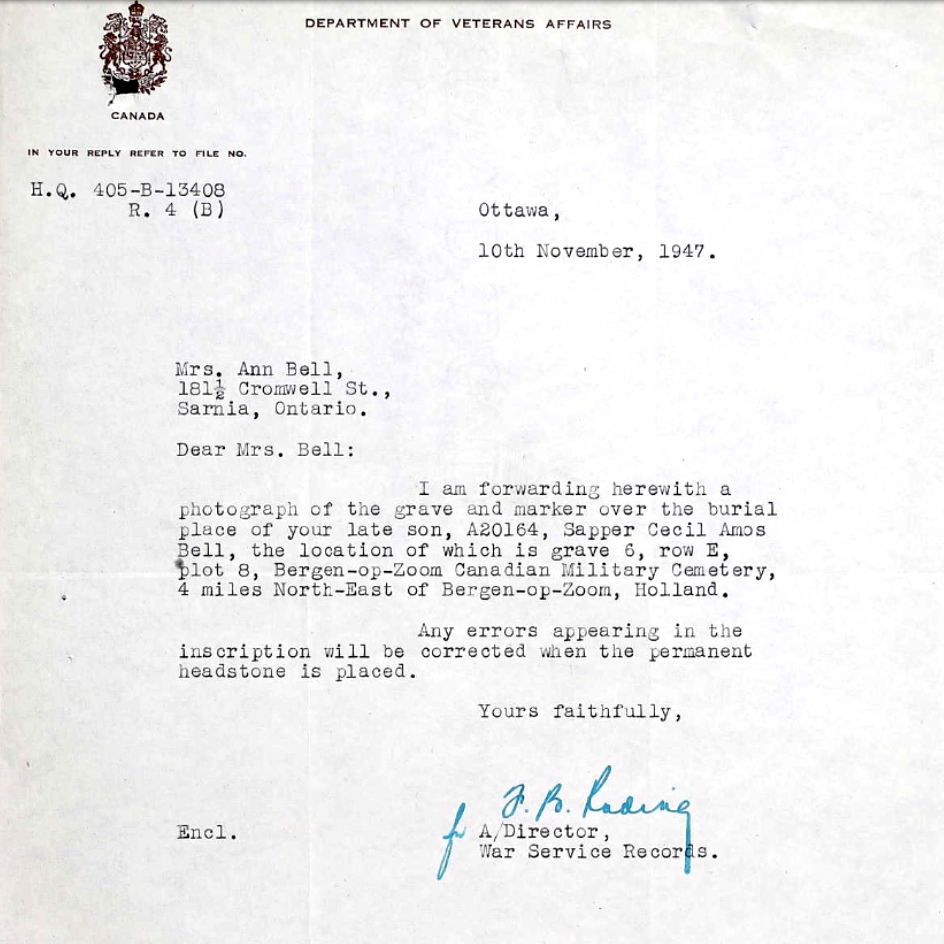 DEPARTMENT OF VETERANS AFFAIRS
CANADA
IN YOUR REPLY REFER TO FILE NO.
H.Q. 405-B-13408
R. 4 (B)
Ottawa,
10th November, 1947.
Mrs. Ann Bell,
181½ Cromwell St.,
Sarnia, Ontario.
Dear Mrs. Bell:
I am forwarding herewith a
photograph of the grave and marker over the burial
place of your late son, A20164, Sapper Cecil Amos
Bell, the location of which is grave 6, row E,
plot 8, Bergen-op-Zoom Canadian Military Cemetery,
4 miles North-East of Bergen-op-Zoom, Holland.
Any errors appearing in the
inscription will be corrected when the permanent
headstone is placed.
Yours faithfully,
Encl.
for A/Director,
War Service Records.